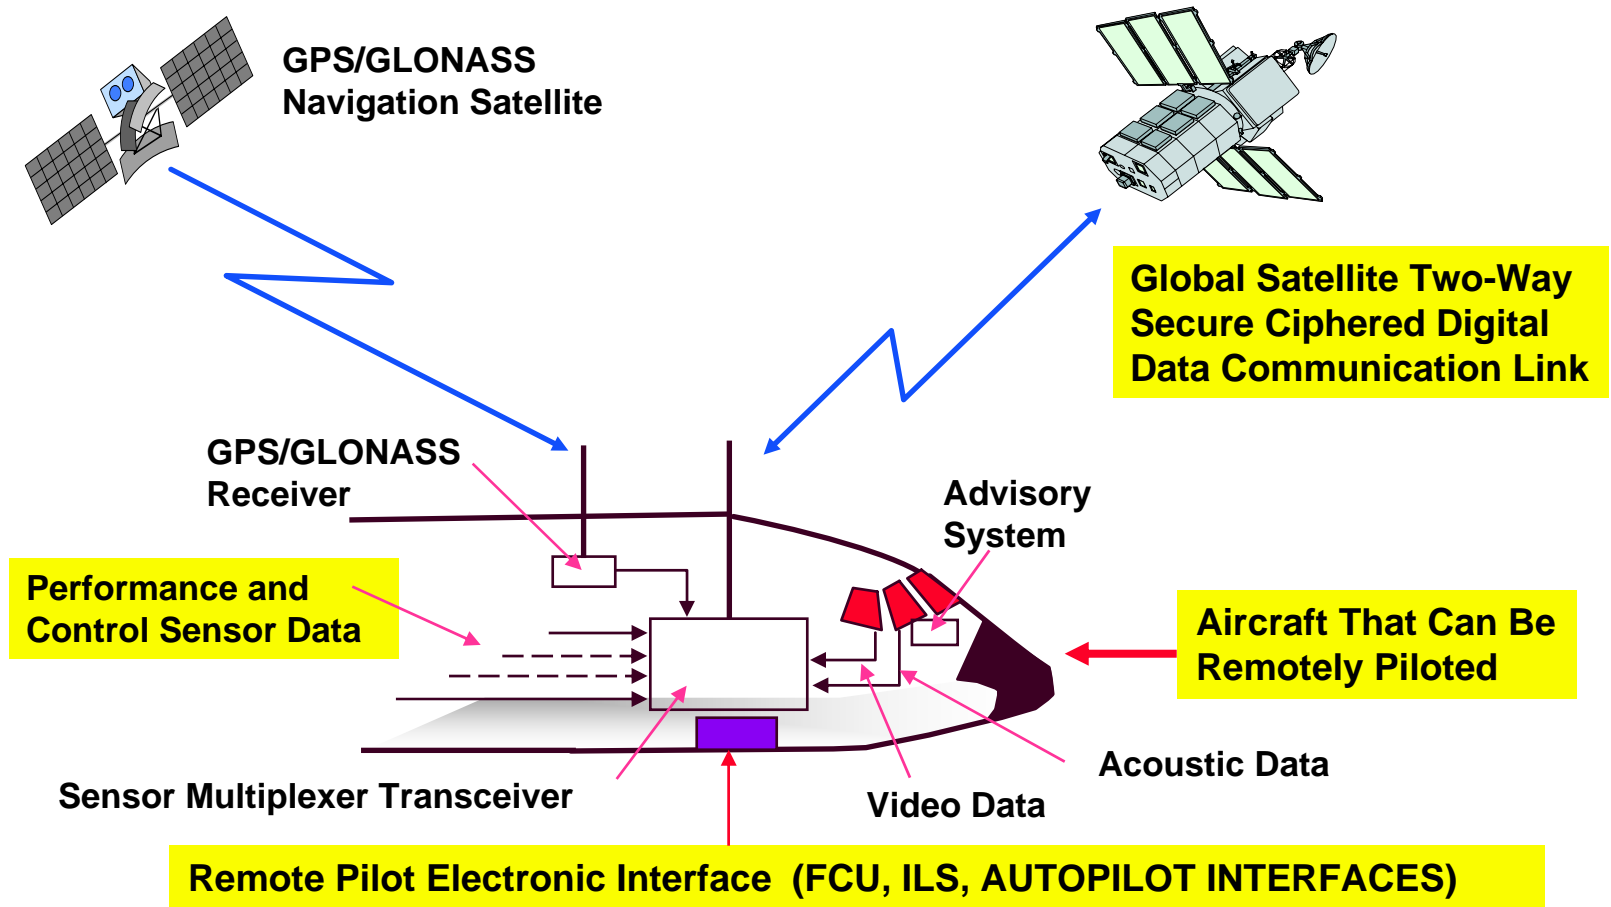 GPS/GLONASS
Navigation Satellite
Global Satellite Two-Way
Secure Ciphered Digital
Data Communication Link
GPS/GLONASS
Receiver
Advisory
System
Performance and
Control Sensor Data
Aircraft That Can Be
Remotely Piloted
Acoustic Data
Sensor Multiplexer Transceiver
Video Data
Remote Pilot Electronic Interface (FCU, ILS, AUTOPILOT INTERFACES)